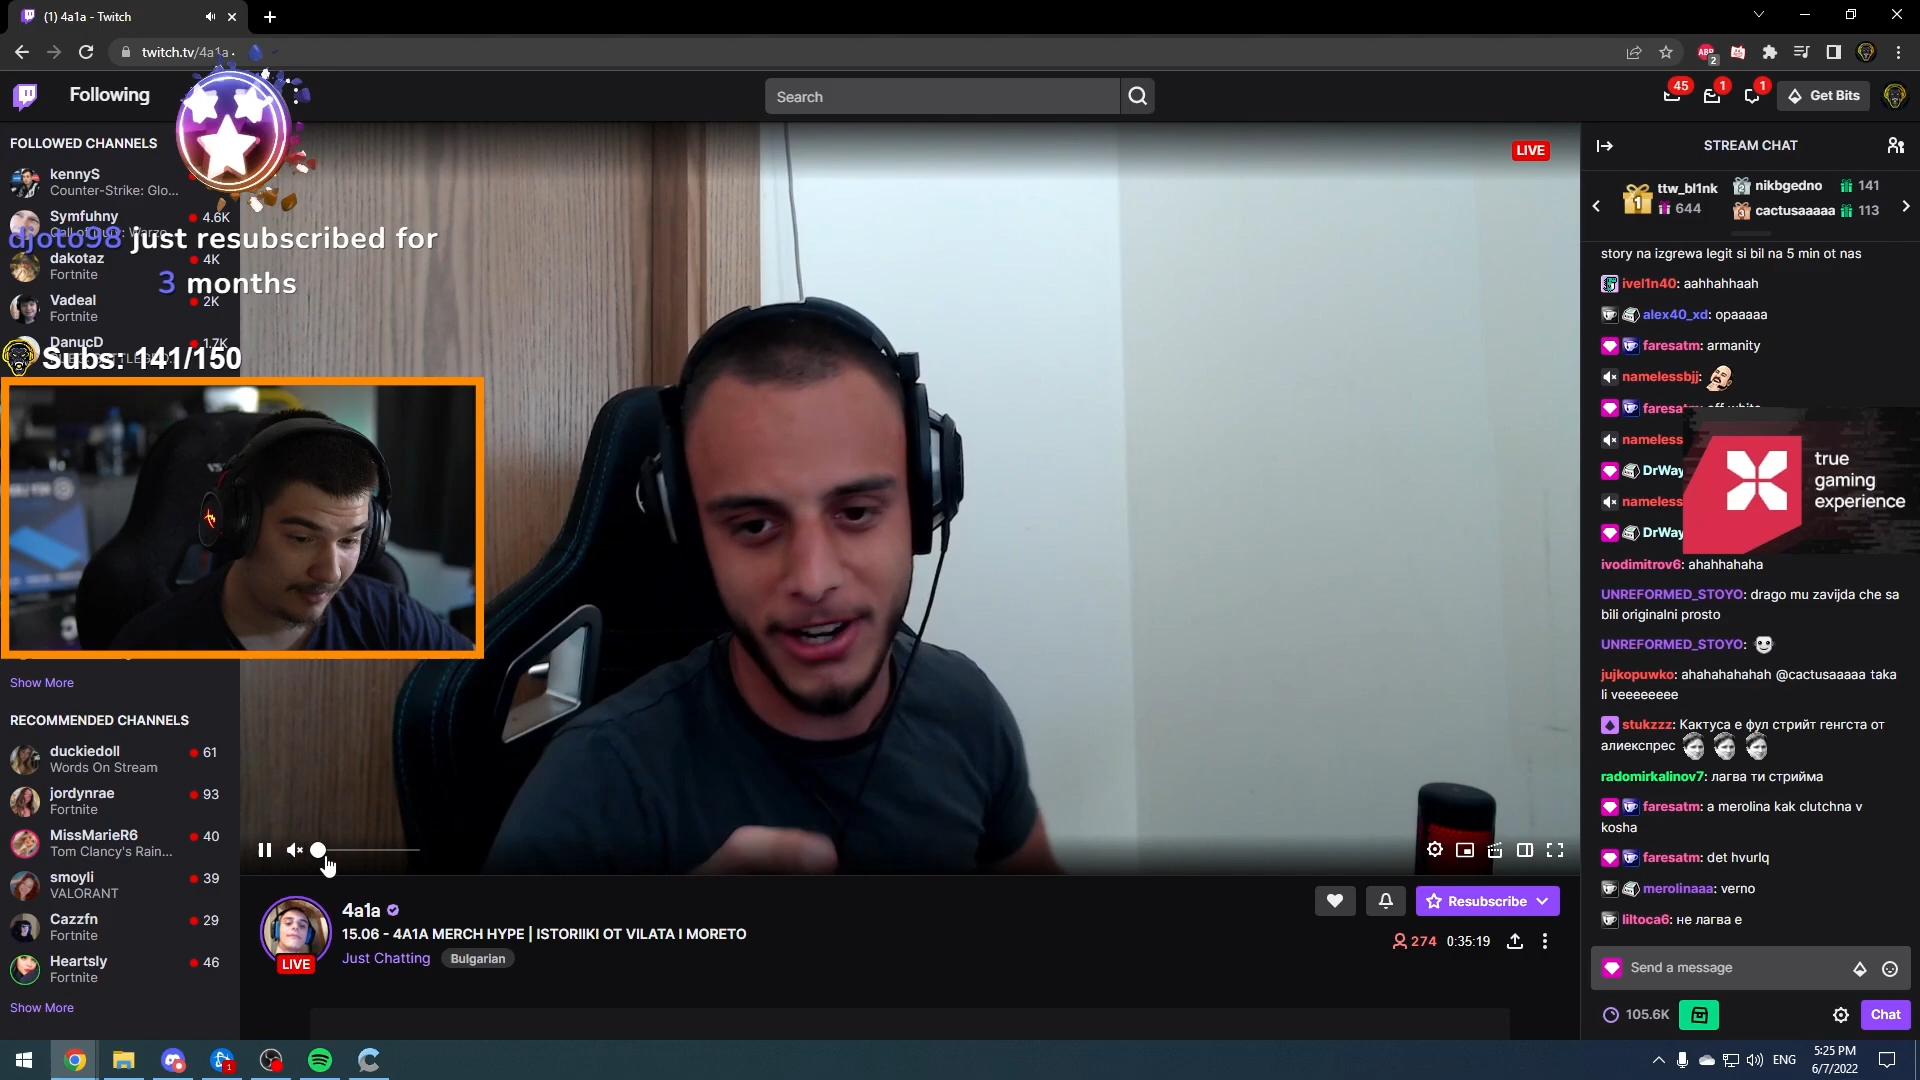 (1) 4a1a - Twitch
twitch.tv/4a1a
Following
Search
45
1
1
Get Bits
FOLLOWED CHANNELS
kennyS
Counter-Strike: Glo...
Symfuhny
4.6K
djoto98 just resubscribed for
3 months
dakotaz
4K
Fortnite
Vadeal
2K
Fortnite
DanucD
1.7K
Subs: 141/150
Show More
RECOMMENDED CHANNELS
duckiedoll
61
Words On Stream
jordynrae
93
Fortnite
MissMarieR6
40
Tom Clancy's Rain...
smoyli
39
VALORANT
Cazzfn
29
Fortnite
Heartsly
46
Fortnite
Show More
LIVE
4a1a
15.06 - 4A1A MERCH HYPE | ISTORIIKI OT VILATA I MORETO
Just Chatting
Bulgarian
LIVE
Resubscribe
274
0:35:19
STREAM CHAT
1
ttw_bl1nk
644
nikbgedno
141
cactusaaaaa
113
story na izgrewa legit si bil na 5 min ot nas
ivel1n40: aahhahhaah
alex40_xd: opaaaaa
faresatm: armanity
namelessbjj:
nameless
DrWay
nameless
DrWay
true
gaming
experience
ivodimitrov6: ahahhahaha
UNREFORMED_STOYO: drago mu zavijda che sa
bili originalni prosto
UNREFORMED_STOYO:
jujkopuwko: ahahahahahah @cactusaaaaa taka
li veeeeeeee
stukzzz: Кактуса е фул стрийт генгста от
алиекспрес
radomirkalinov7: лагва ти стрийма
faresatm: a merolina kak clutchna v
kosha
faresatm: det hvurlq
merolinaaa: verno
liltoca6: не лагва е
Send a message
105.6K
Chat
ENG
5:25 PM
6/7/2022